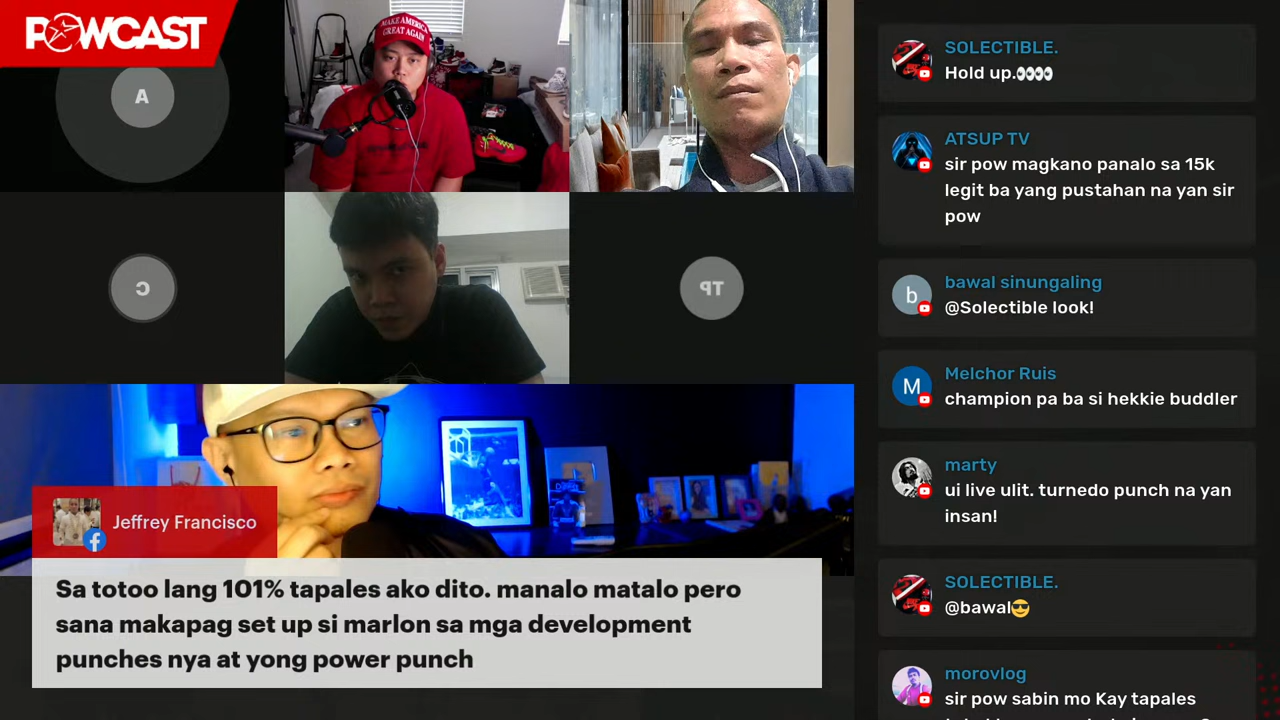 POWCAST
A
MAKE AMERICA
GREAT AGAIN
C
TP
Jeffrey Francisco
Sa totoo lang 101% tapales ako dito. manalo matalo pero
sana makapag set up si marlon sa mga development
punches nya at yong power punch
SOLECTIBLE.
Hold up.👀👀
ATSUP TV
sir pow magkano panalo sa 15k
legit ba yang pustahan na yan sir
pow
b
bawal sinungaling
@Solectible look!
M
Melchor Ruis
champion pa ba si hekkie buddler
marty
ui live ulit. turnedo punch na yan
insan!
SOLECTIBLE.
@bawal😎
morovlog
sir pow sabin mo Kay tapales